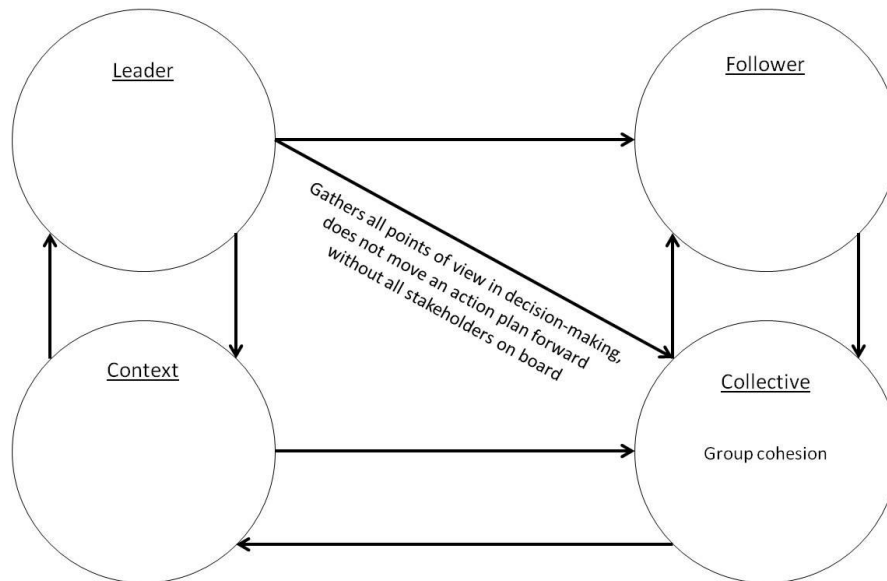 Leader
Follower
Gathers all points of view in decision-making,
does not move an action plan forward
without all stakeholders on board
Context
Collective
Group cohesion